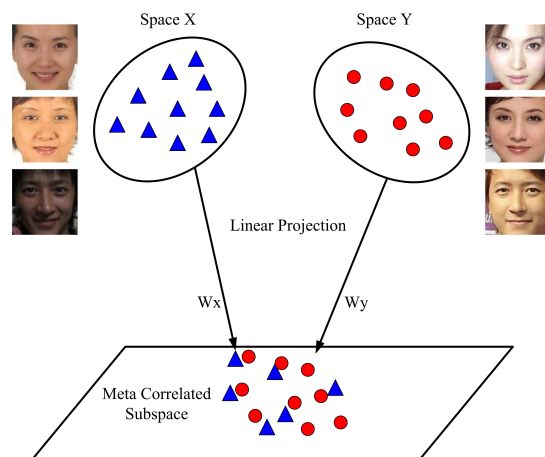 Space X
Space Y
Linear Projection
Wx
Wy
Meta Correlated
Subspace